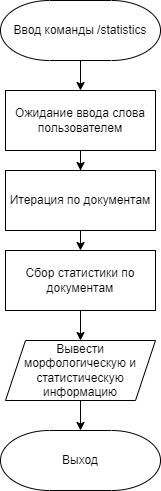 Ввод команды /statistics
Ожидание ввода слова
пользователем
Итерация по документам
Сбор статистики по
документам
Вывести
морфологическую и
статистическую
информацию
Выход